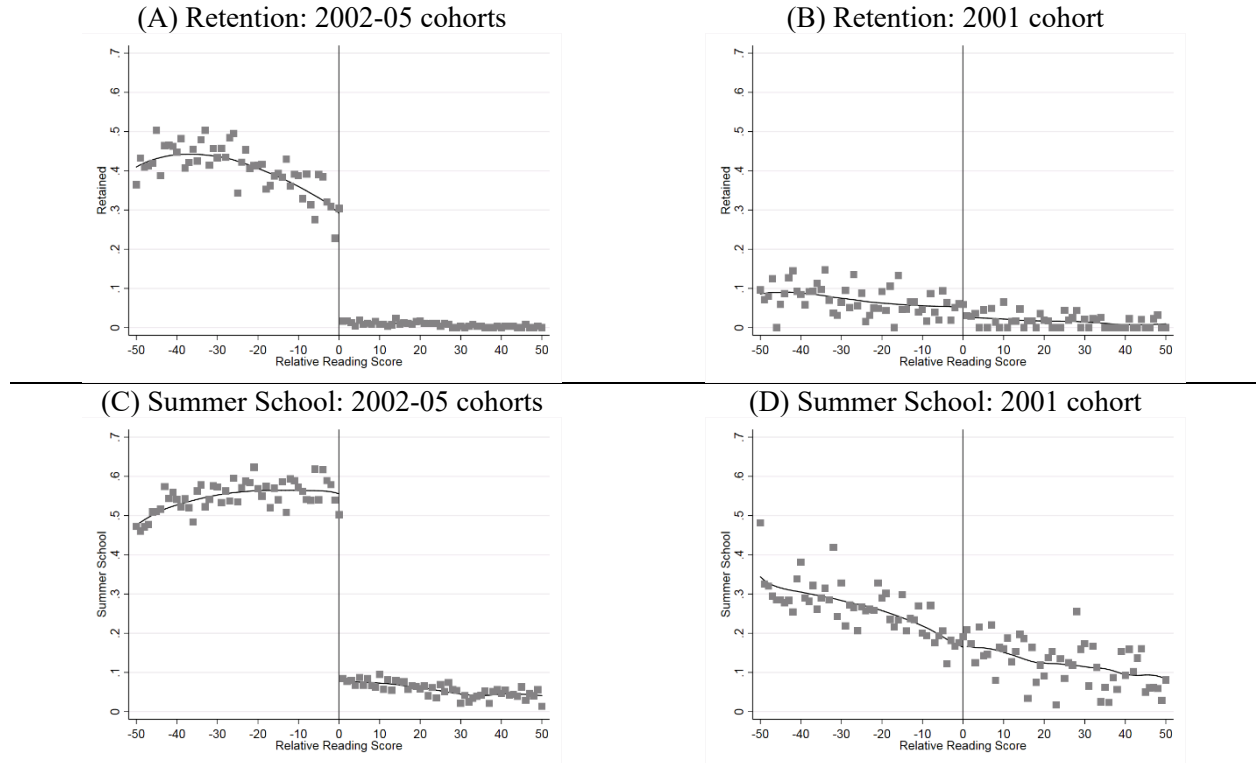 (A) Retention: 2002-05 cohorts
.7
.6
.5
.4
.3
.2
.1
0
Retained
-50 -40 -30 -20 -10 0 10 20 30 40 50
Relative Reading Score
(B) Retention: 2001 cohort
.7
.6
.5
.4
.3
.2
.1
0
Retained
-50 -40 -30 -20 -10 0 10 20 30 40 50
Relative Reading Score
(C) Summer School: 2002-05 cohorts
.7
.6
.5
.4
.3
.2
.1
0
Summer School
-50 -40 -30 -20 -10 0 10 20 30 40 50
Relative Reading Score
(D) Summer School: 2001 cohort
.7
.6
.5
.4
.3
.2
.1
0
Summer School
-50 -40 -30 -20 -10 0 10 20 30 40 50
Relative Reading Score